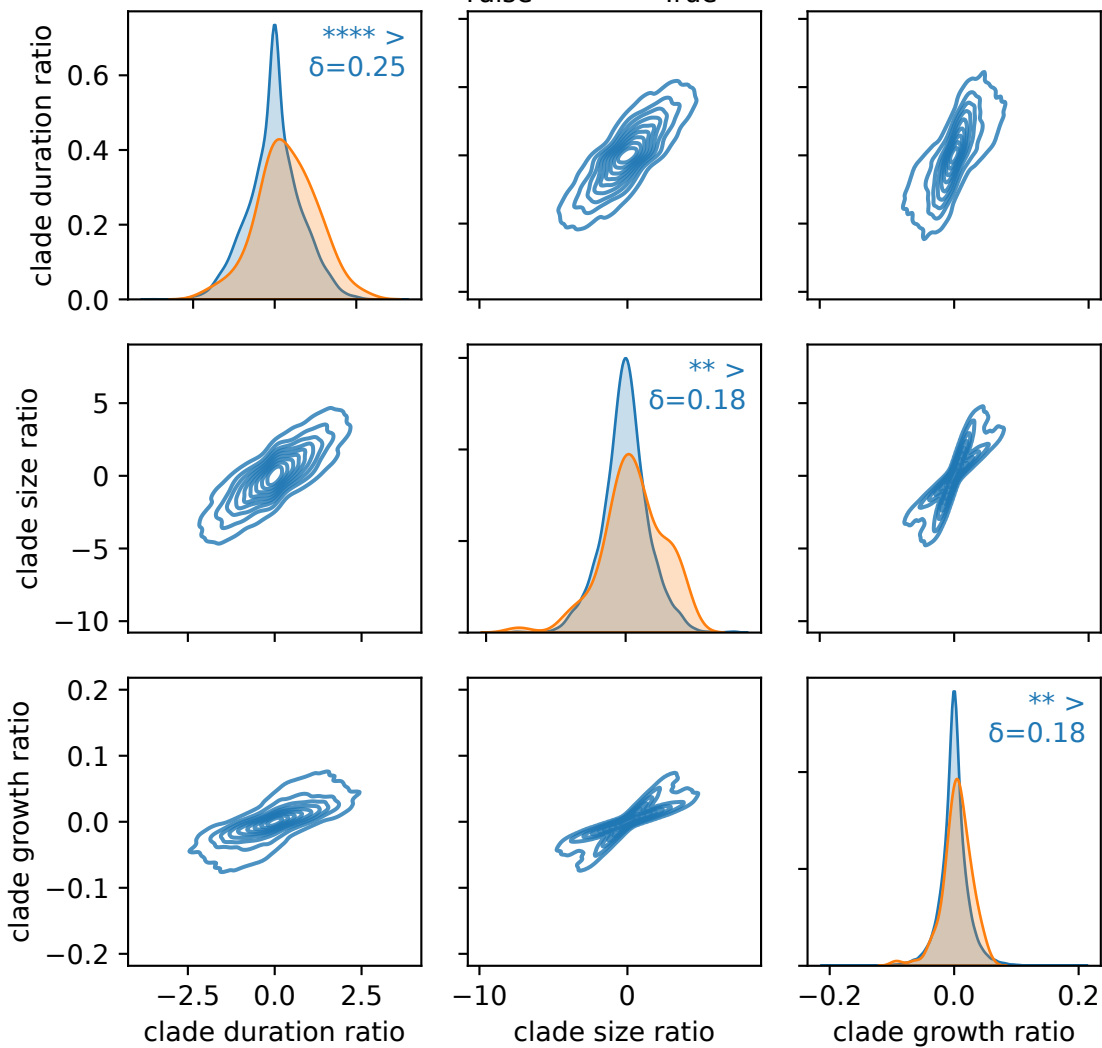 False True
clade duration ratio
0.6
0.4
0.2
0.0
**** >
δ=0.25
clade size ratio
5
0
−5
−10
** >
δ=0.18
clade growth ratio
0.2
0.1
0.0
−0.1
−0.2
** >
δ=0.18
−2.5 0.0 2.5
−10 0
−0.2 0.0 0.2
clade duration ratio
clade size ratio
clade growth ratio